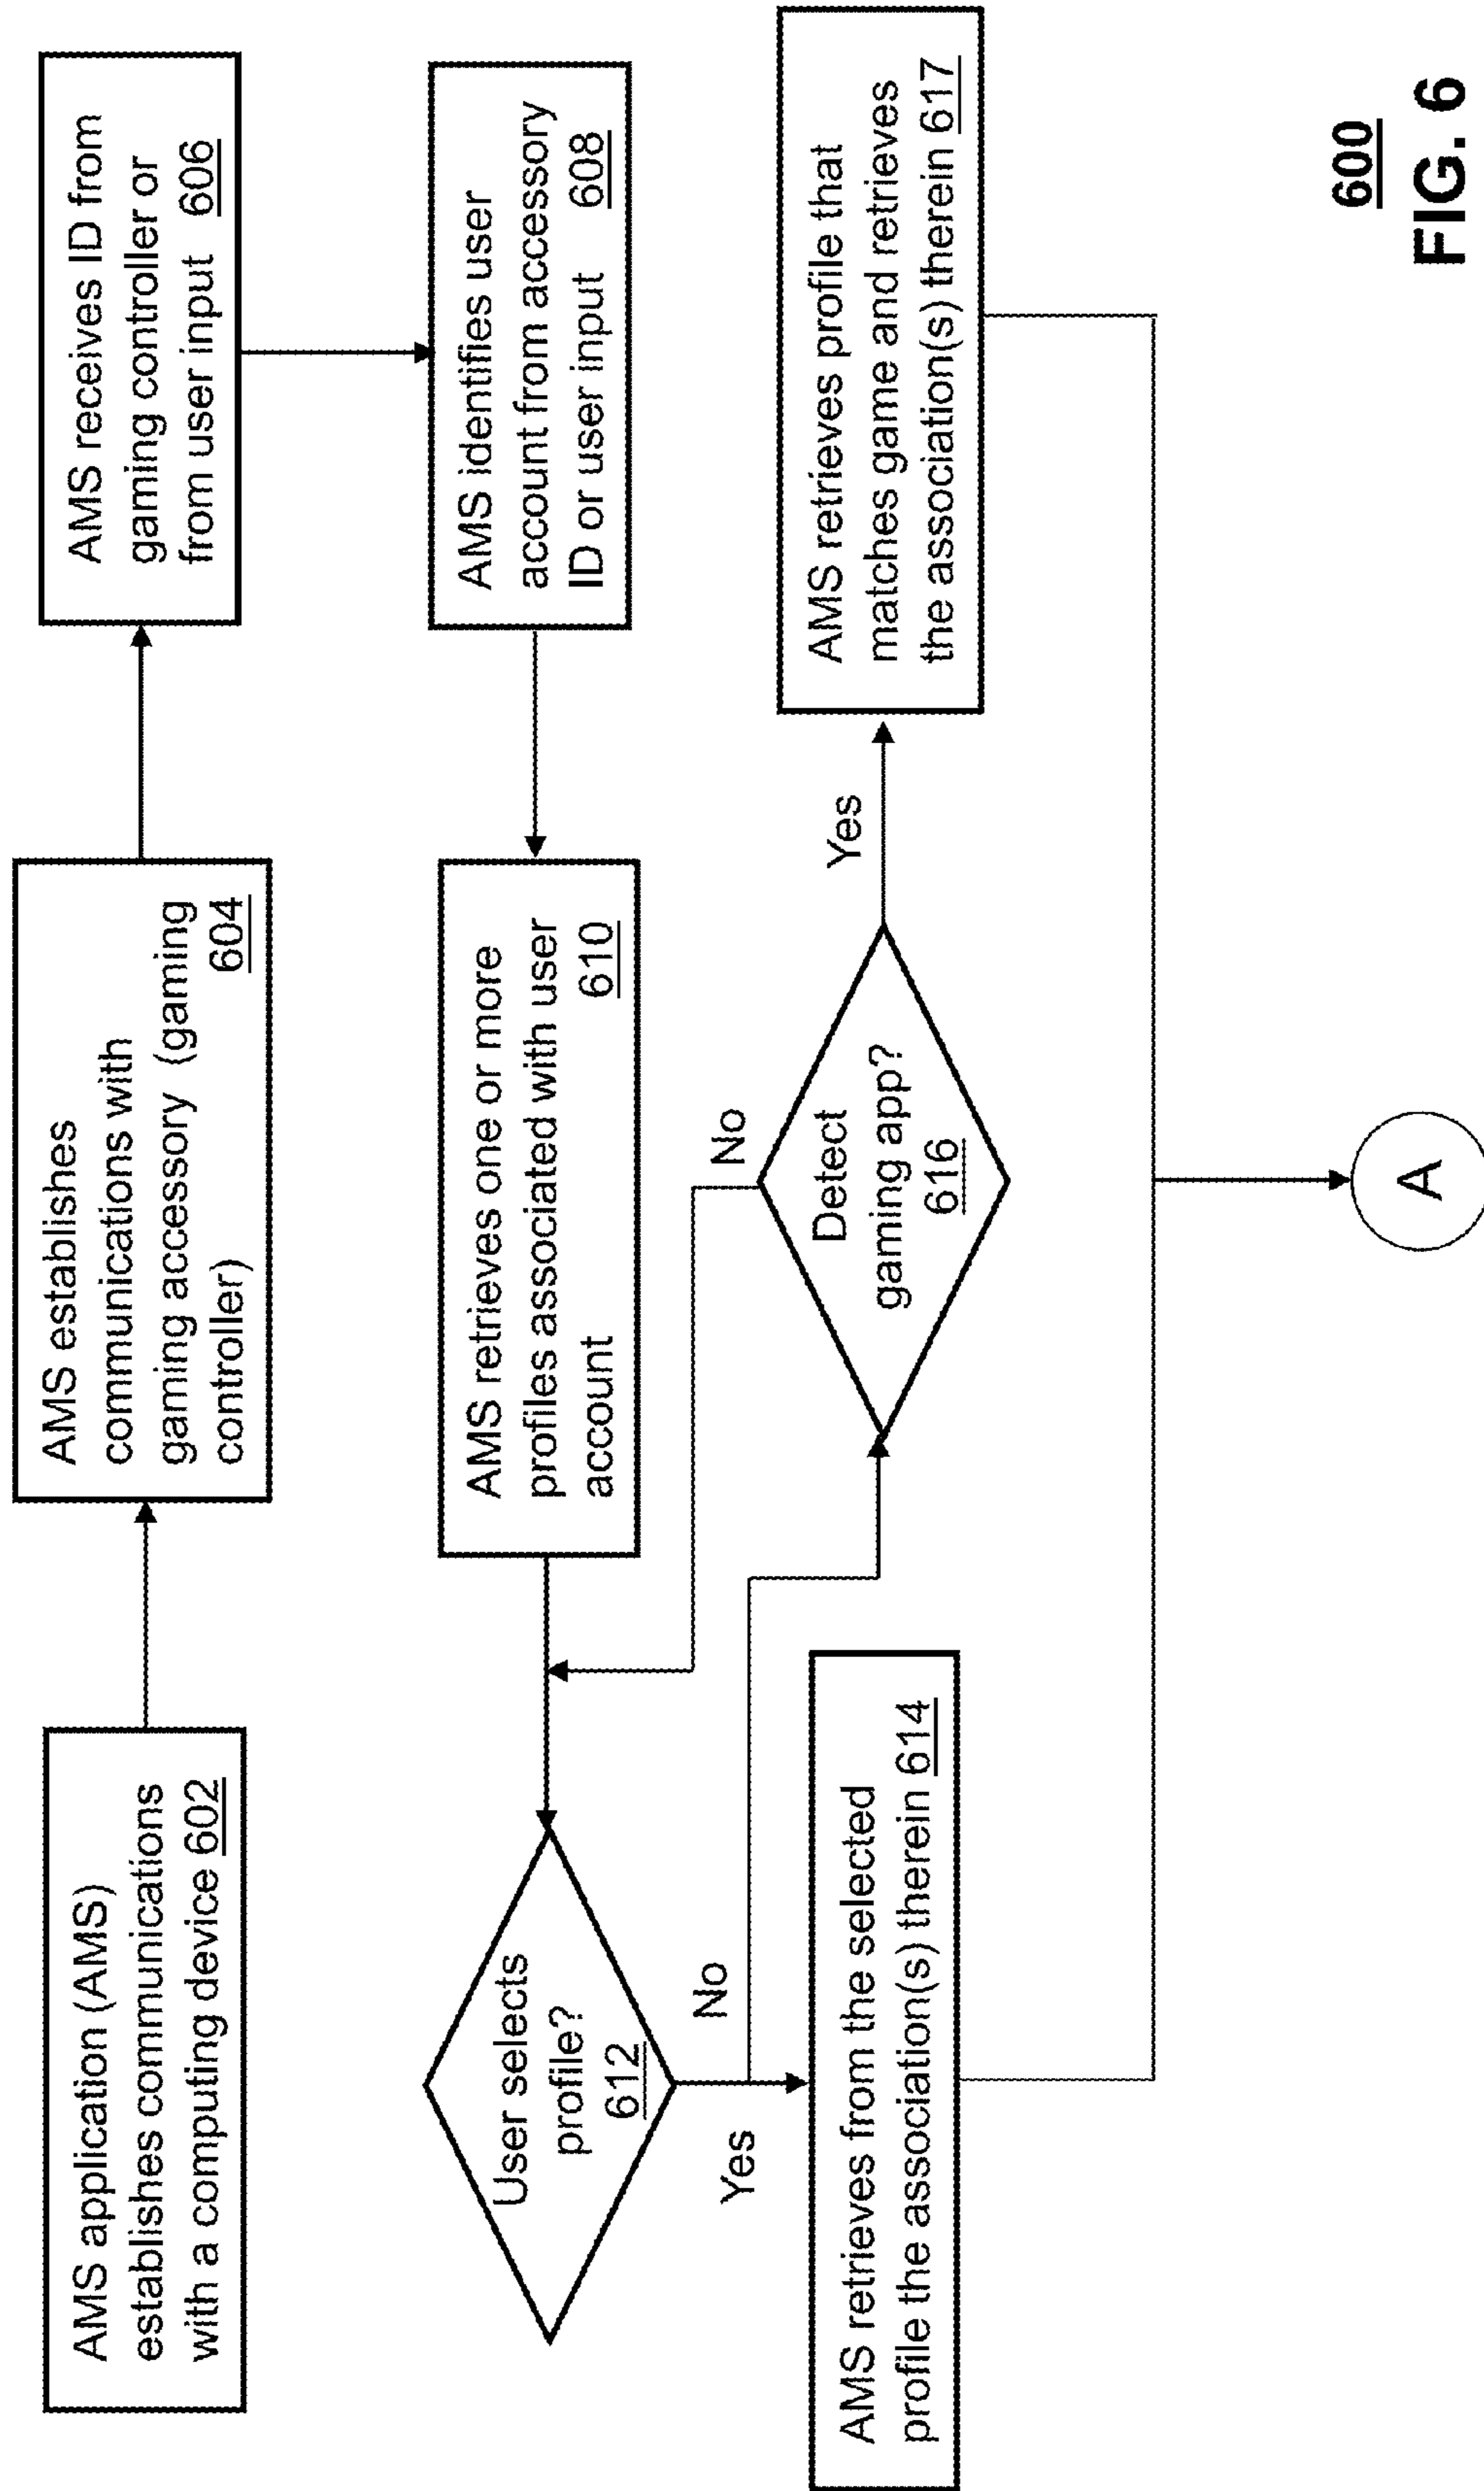 AMS application (AMS)
establishes communications
with a computing device 602
AMS establishes
communications with
gaming accessory (gaming
controller) 604
AMS receives ID from
gaming controller or
from user input 606
AMS identifies user
account from accessory
ID or user input 608
AMS retrieves one or more
profiles associated with user
account 610
User selects
profile?
612
Yes
No
AMS retrieves from the selected
profile the association(s) therein 614
Detect
gaming app?
616
No
Yes
AMS retrieves profile that
matches game and retrieves
the association(s) therein 617
A
600
FIG. 6